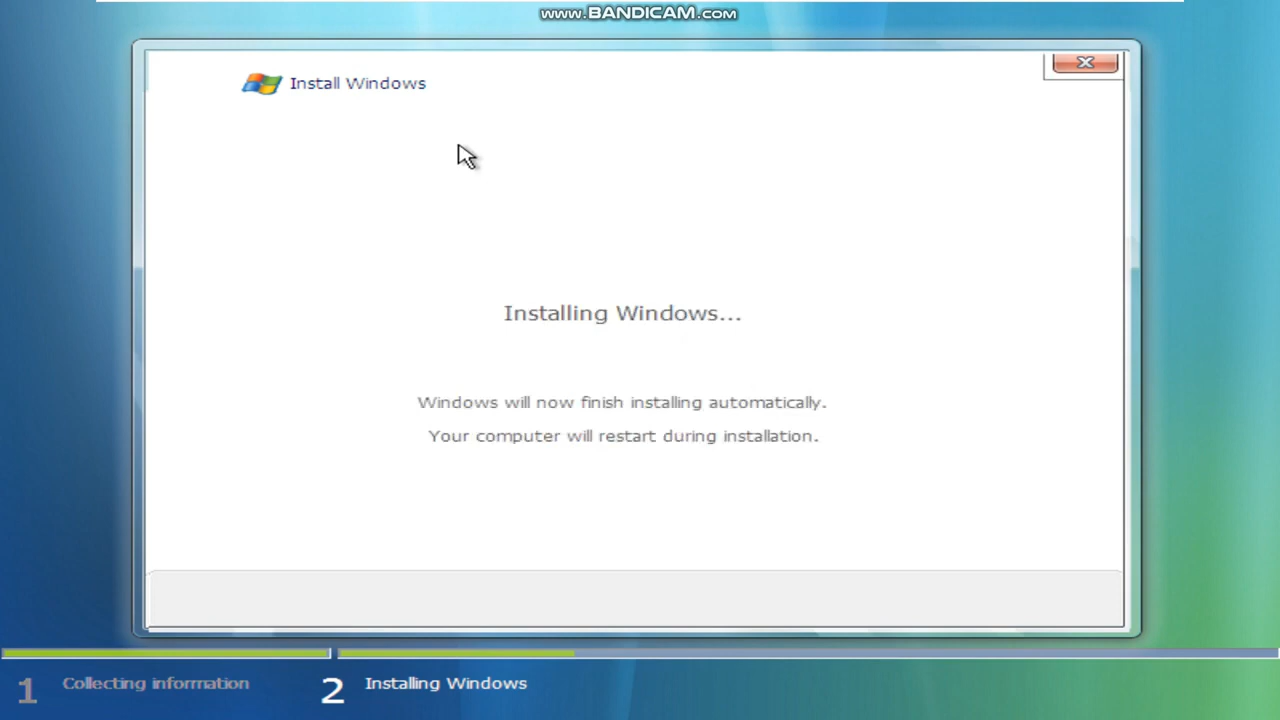 www.BANDICAM.com
Install Windows
Installing Windows...
Windows will now finish installing automatically.
Your computer will restart during installation.
1 Collecting information
2 Installing Windows